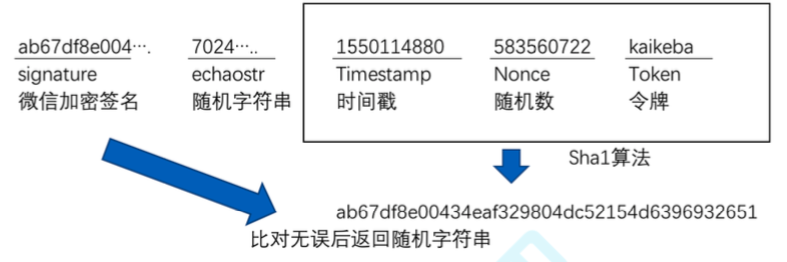 ab67df8e004···. 7024···.. 1550114880 583560722 kaikeba
signature echaostr Timestamp Nonce Token
微信加密签名 随机字符串 时间戳 随机数 令牌
Sha1算法
ab67df8e00434eaf329804dc52154d6396932651
比对无误后返回随机字符串